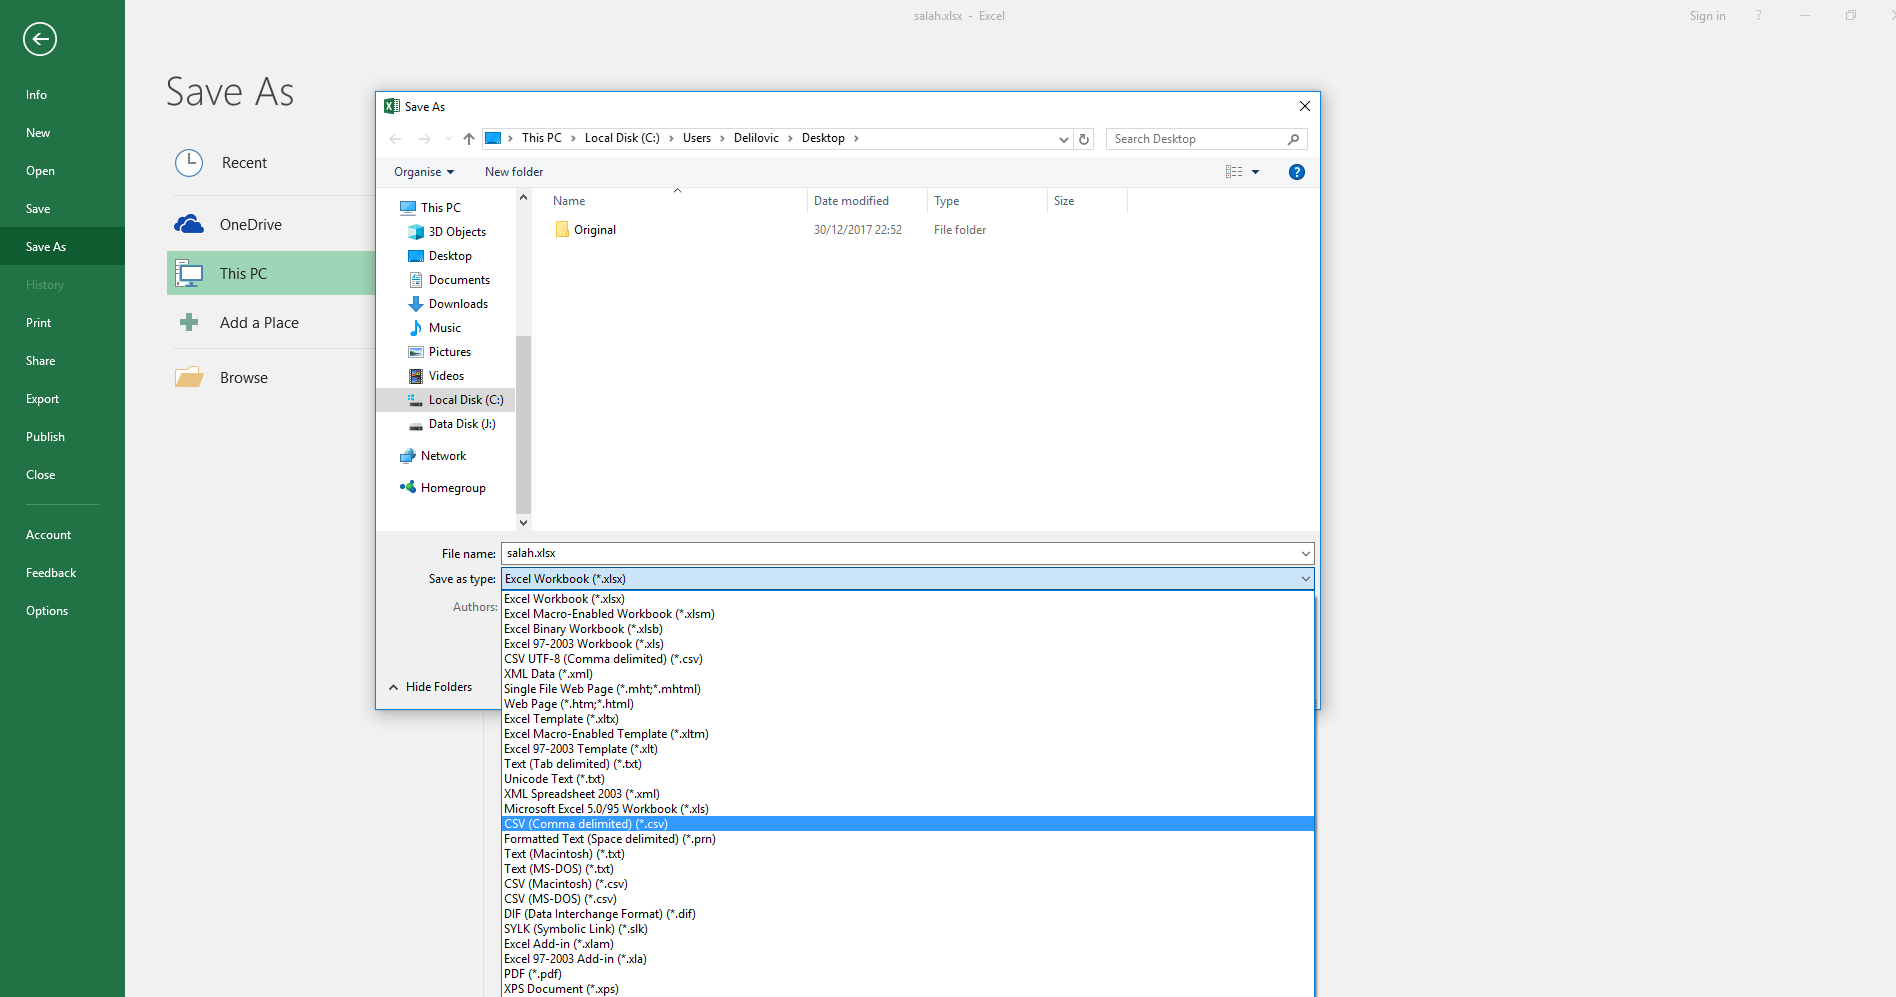 salah.xlsx - Excel
Sign in ?
Info
New
Open
Save
Save As
History
Print
Share
Export
Publish
Close
Account
Feedback
Options
Save As
Recent
OneDrive
This PC
Add a Place
Browse
Save As
This PC > Local Disk (C:) > Users > Delilovic > Desktop >
Search Desktop
Organise
New folder
?
This PC
3D Objects
Desktop
Documents
Downloads
Music
Pictures
Videos
Local Disk (C:)
Data Disk (J:)
Network
Homegroup
Name Date modified Type Size
Original 30/12/2017 22:52 File folder
File name: salah.xlsx
Save as type: Excel Workbook (*.xlsx)
Authors:
Hide Folders
Excel Workbook (*.xlsx)
Excel Macro-Enabled Workbook (*.xlsm)
Excel Binary Workbook (*.xlsb)
Excel 97-2003 Workbook (*.xls)
CSV UTF-8 (Comma delimited) (*.csv)
XML Data (*.xml)
Single File Web Page (*.mht;*.mhtml)
Web Page (*.htm;*.html)
Excel Template (*.xltx)
Excel Macro-Enabled Template (*.xltm)
Excel 97-2003 Template (*.xlt)
Text (Tab delimited) (*.txt)
Unicode Text (*.txt)
XML Spreadsheet 2003 (*.xml)
Microsoft Excel 5.0/95 Workbook (*.xls)
CSV (Comma delimited) (*.csv)
Formatted Text (Space delimited) (*.prn)
Text (Macintosh) (*.txt)
Text (MS-DOS) (*.txt)
CSV (Macintosh) (*.csv)
CSV (MS-DOS) (*.csv)
DIF (Data Interchange Format) (*.dif)
SYLK (Symbolic Link) (*.slk)
Excel Add-in (*.xlam)
Excel 97-2003 Add-in (*.xla)
PDF (*.pdf)
XPS Document (*.xps)